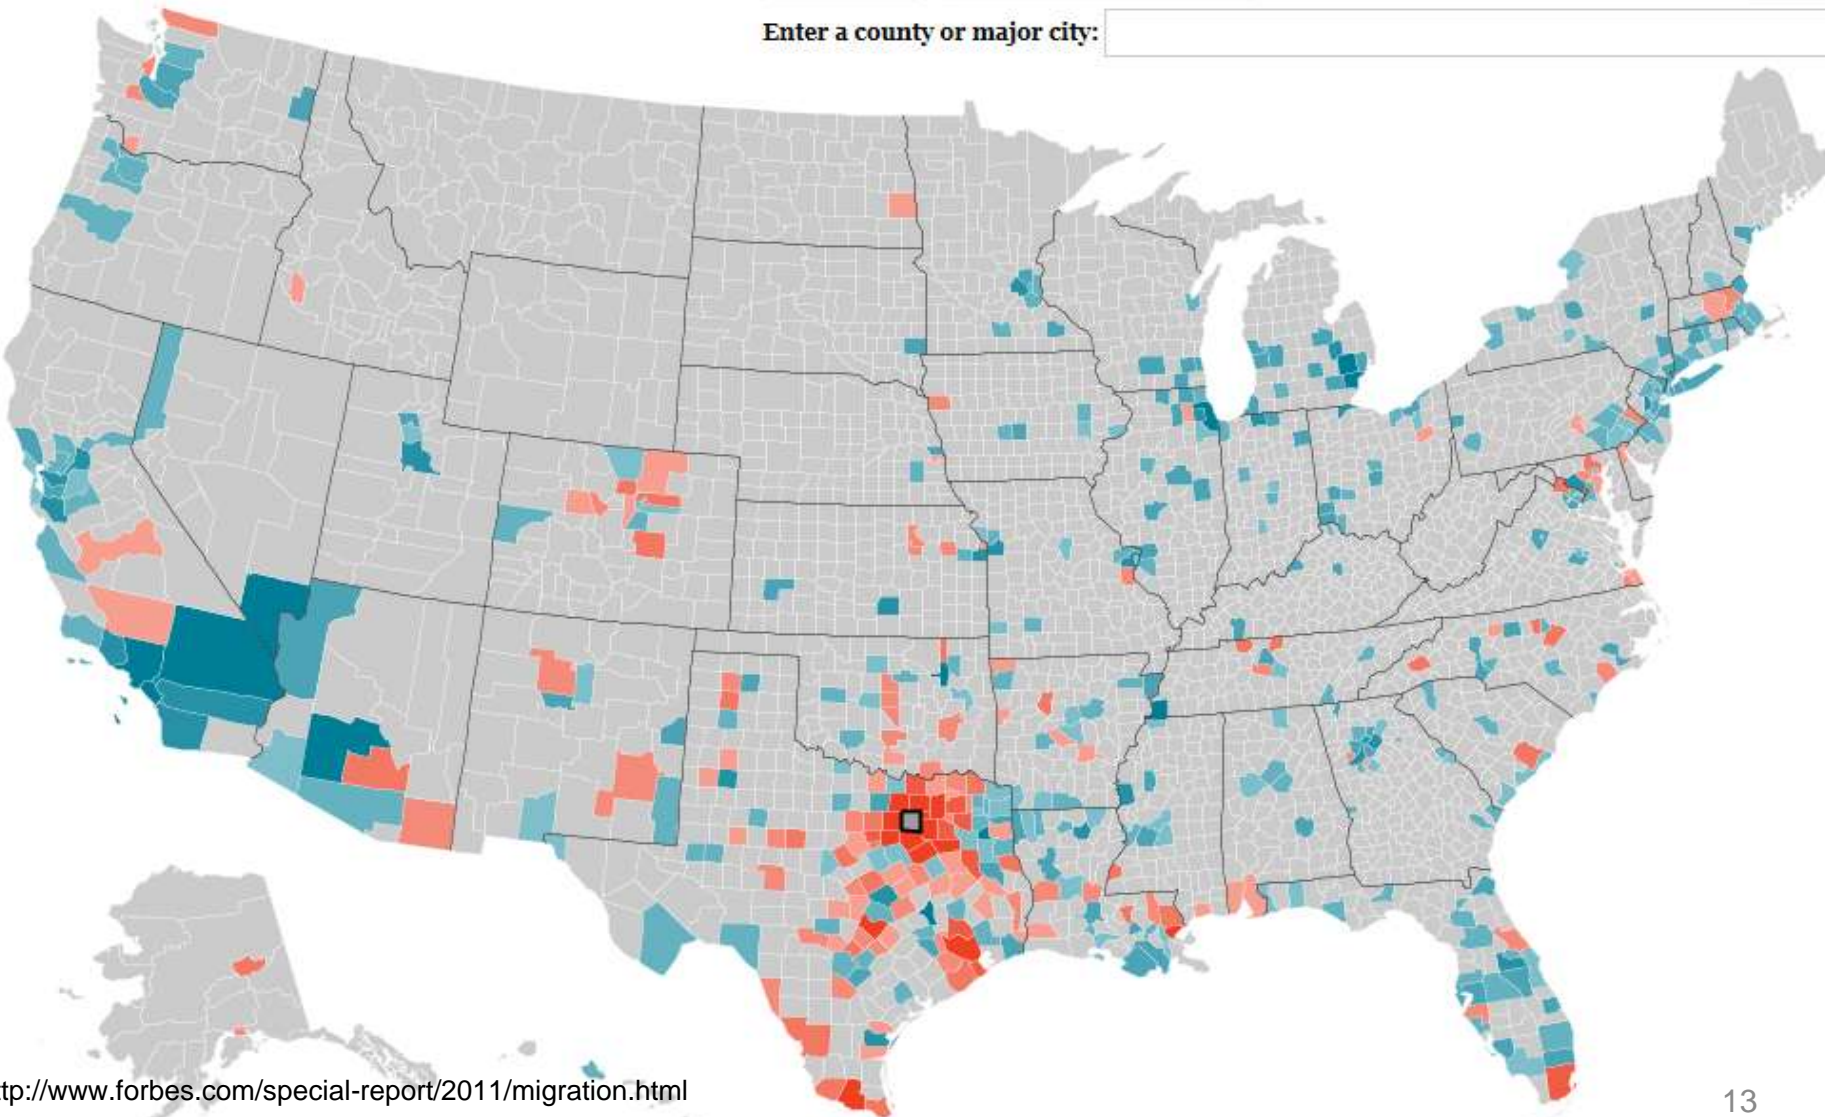 Enter a county or major city:
tp://www.forbes.com/special-report/2011/migration.html
13